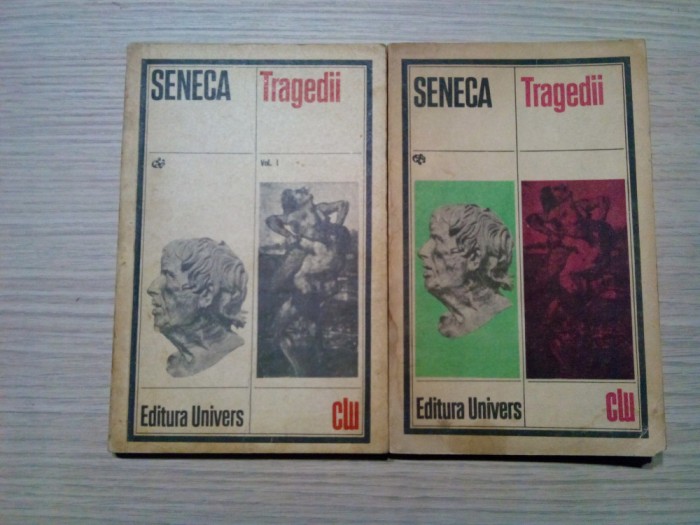 SENECA Tragedii
Vol. I
Editura Univers clu
SENECA Tragedii
Editura Univers clu